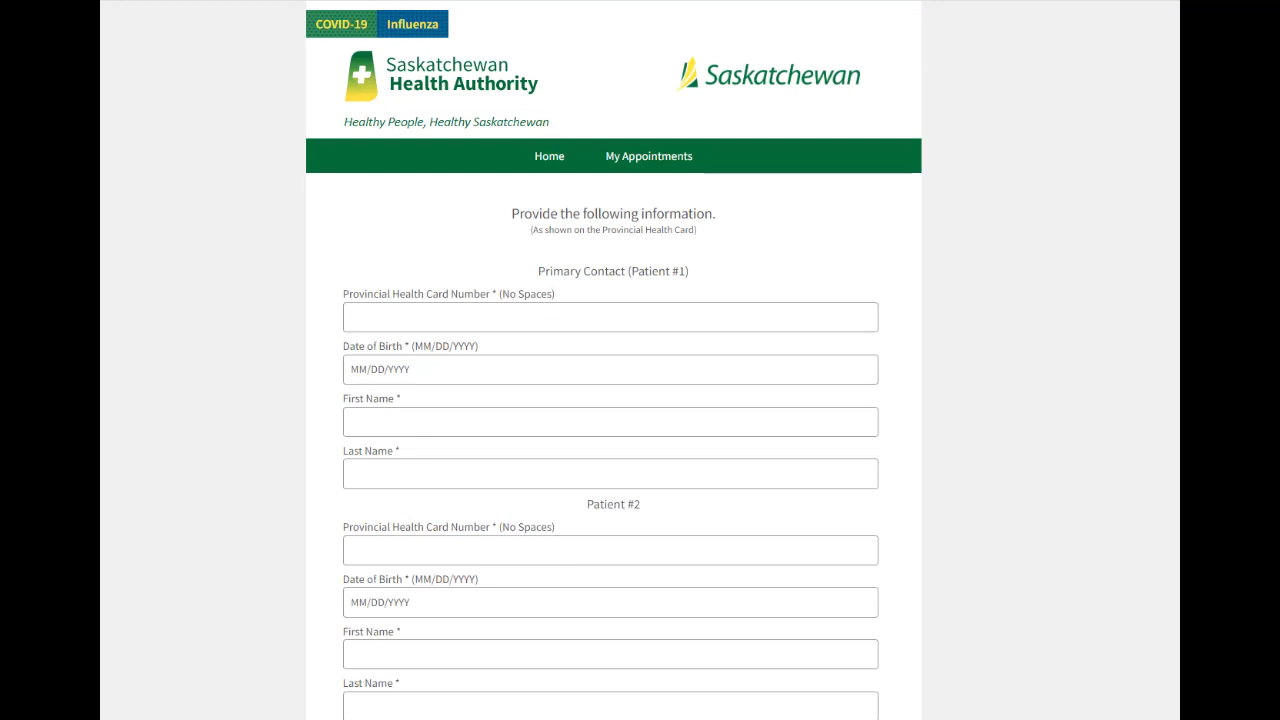 COVID-19 Influenza
Saskatchewan
Health Authority
Saskatchewan
Healthy People, Healthy Saskatchewan
Home My Appointments
Provide the following information.
(As shown on the Provincial Health Card)
Primary Contact (Patient #1)
Provincial Health Card Number * (No Spaces)
Date of Birth * (MM/DD/YYYY)
MM/DD/YYYY
First Name *
Last Name *
Patient #2
Provincial Health Card Number * (No Spaces)
Date of Birth * (MM/DD/YYYY)
MM/DD/YYYY
First Name *
Last Name *